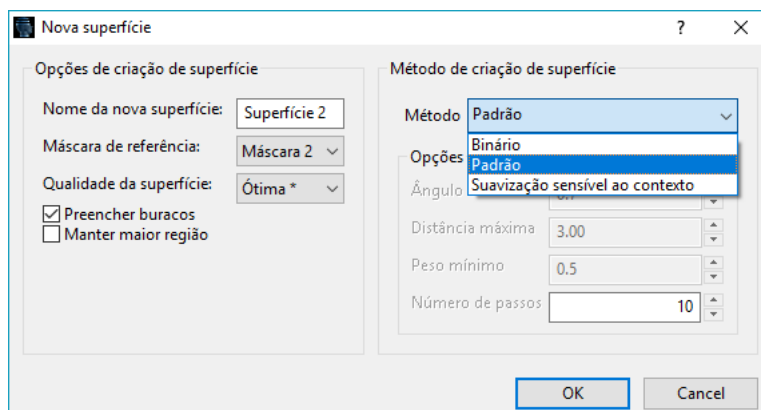 Nova superfície
Opções de criação de superfície
Nome da nova superfície: Superfície 2
Máscara de referência: Máscara 2
Qualidade da superfície: Ótima *
Preencher buracos
Manter maior região
Método de criação de superfície
Método Padrão
Binário
Padrão
Suavização sensível ao contexto
Opções
Ângulo
Distância máxima 3.00
Peso mínimo 0.5
Número de passos 10
OK Cancel